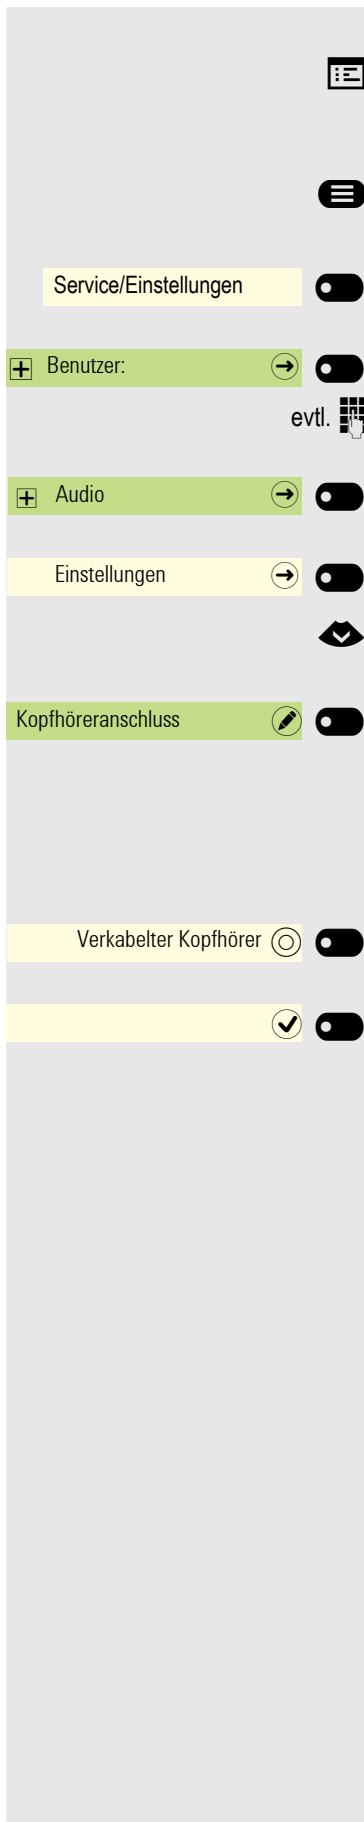 Service/Einstellungen
Benutzer:
evtl.
Audio
Einstellungen
Kopfhöreranschluss
Verkabelter Kopfhörer